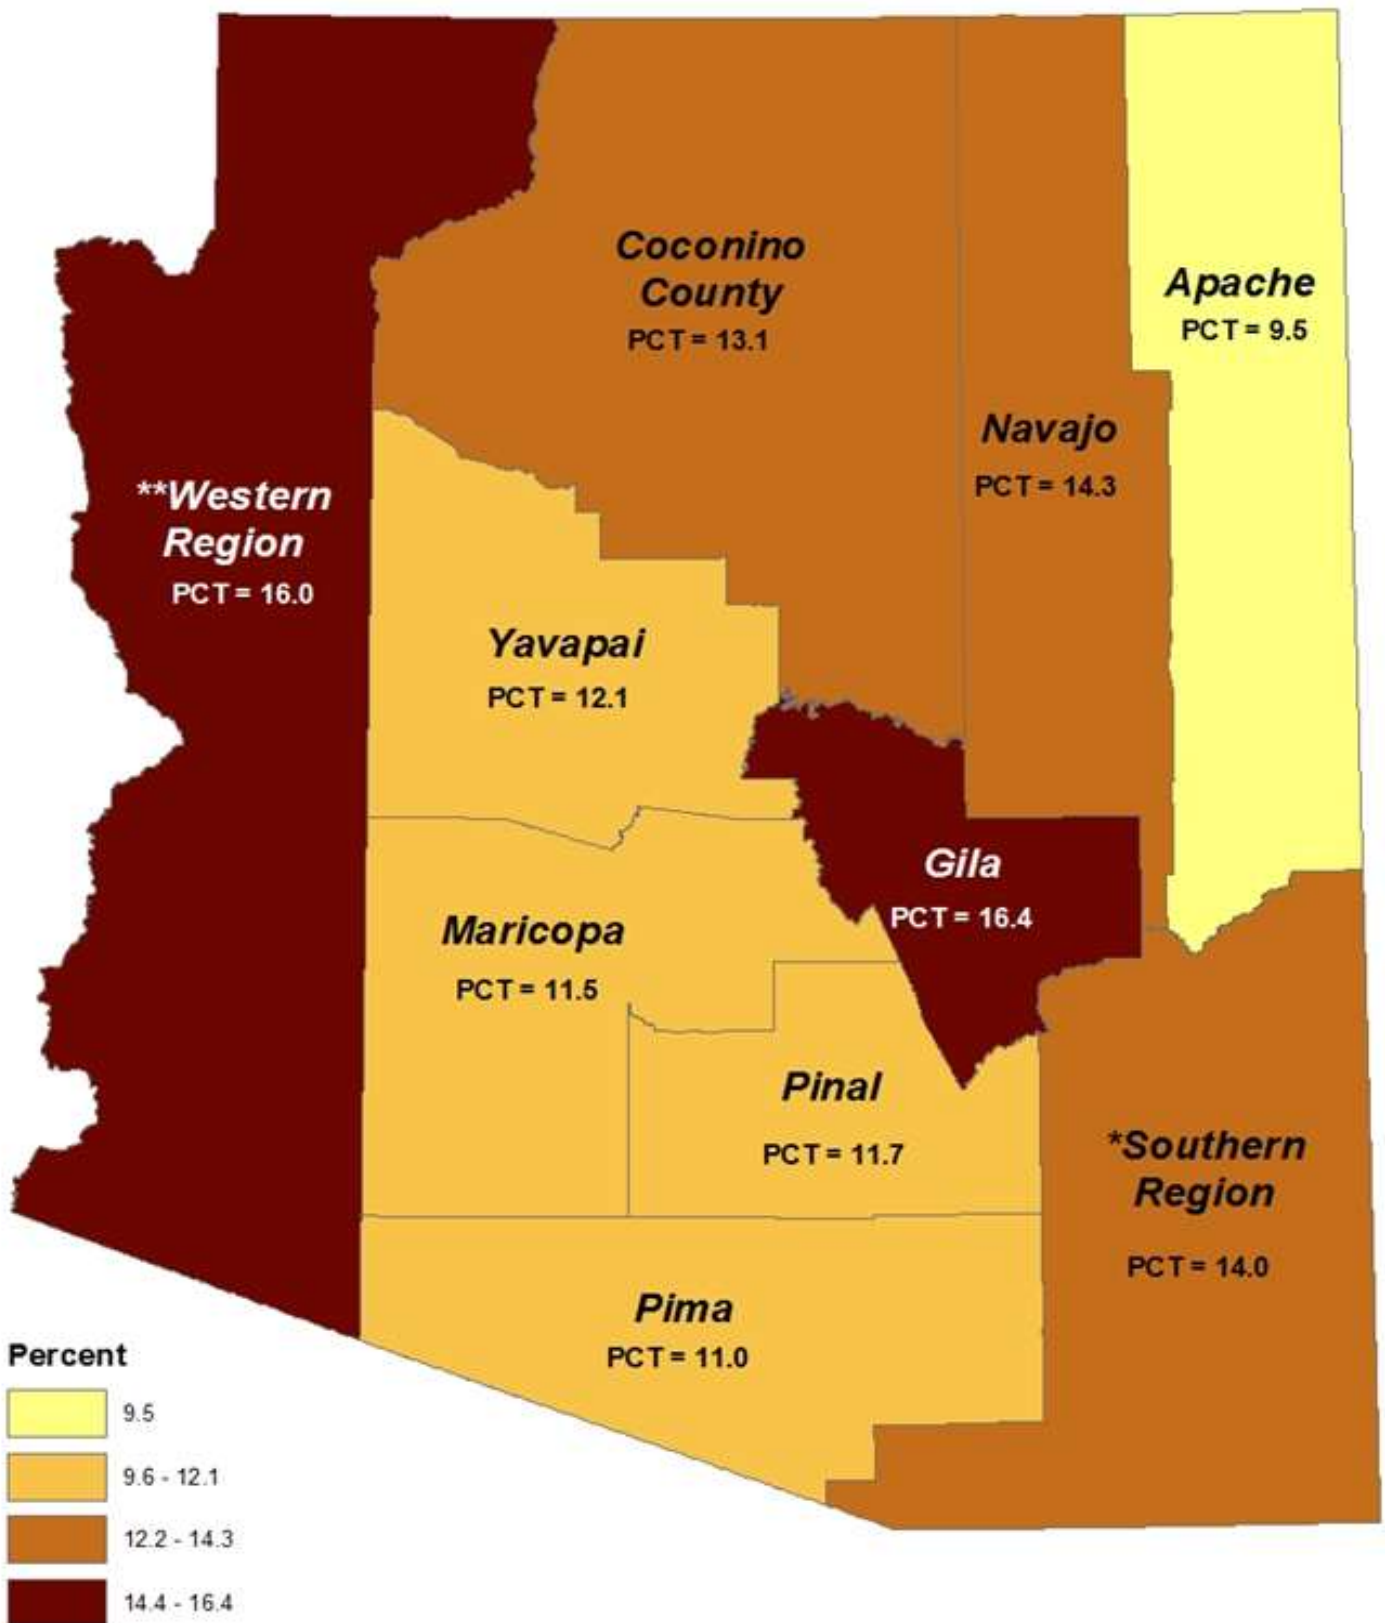 Coconino
County
PCT = 13.1
Apache
PCT = 9.5
Navajo
PCT = 14.3
**Western
Region
PCT = 16.0
Yavapai
PCT = 12.1
Gila
PCT = 16.4
Maricopa
PCT = 11.5
Pinal
PCT = 11.7
*Southern
Region
PCT = 14.0
Pima
PCT = 11.0
Percent
9.5
9.6 - 12.1
12.2 - 14.3
14.4 - 16.4